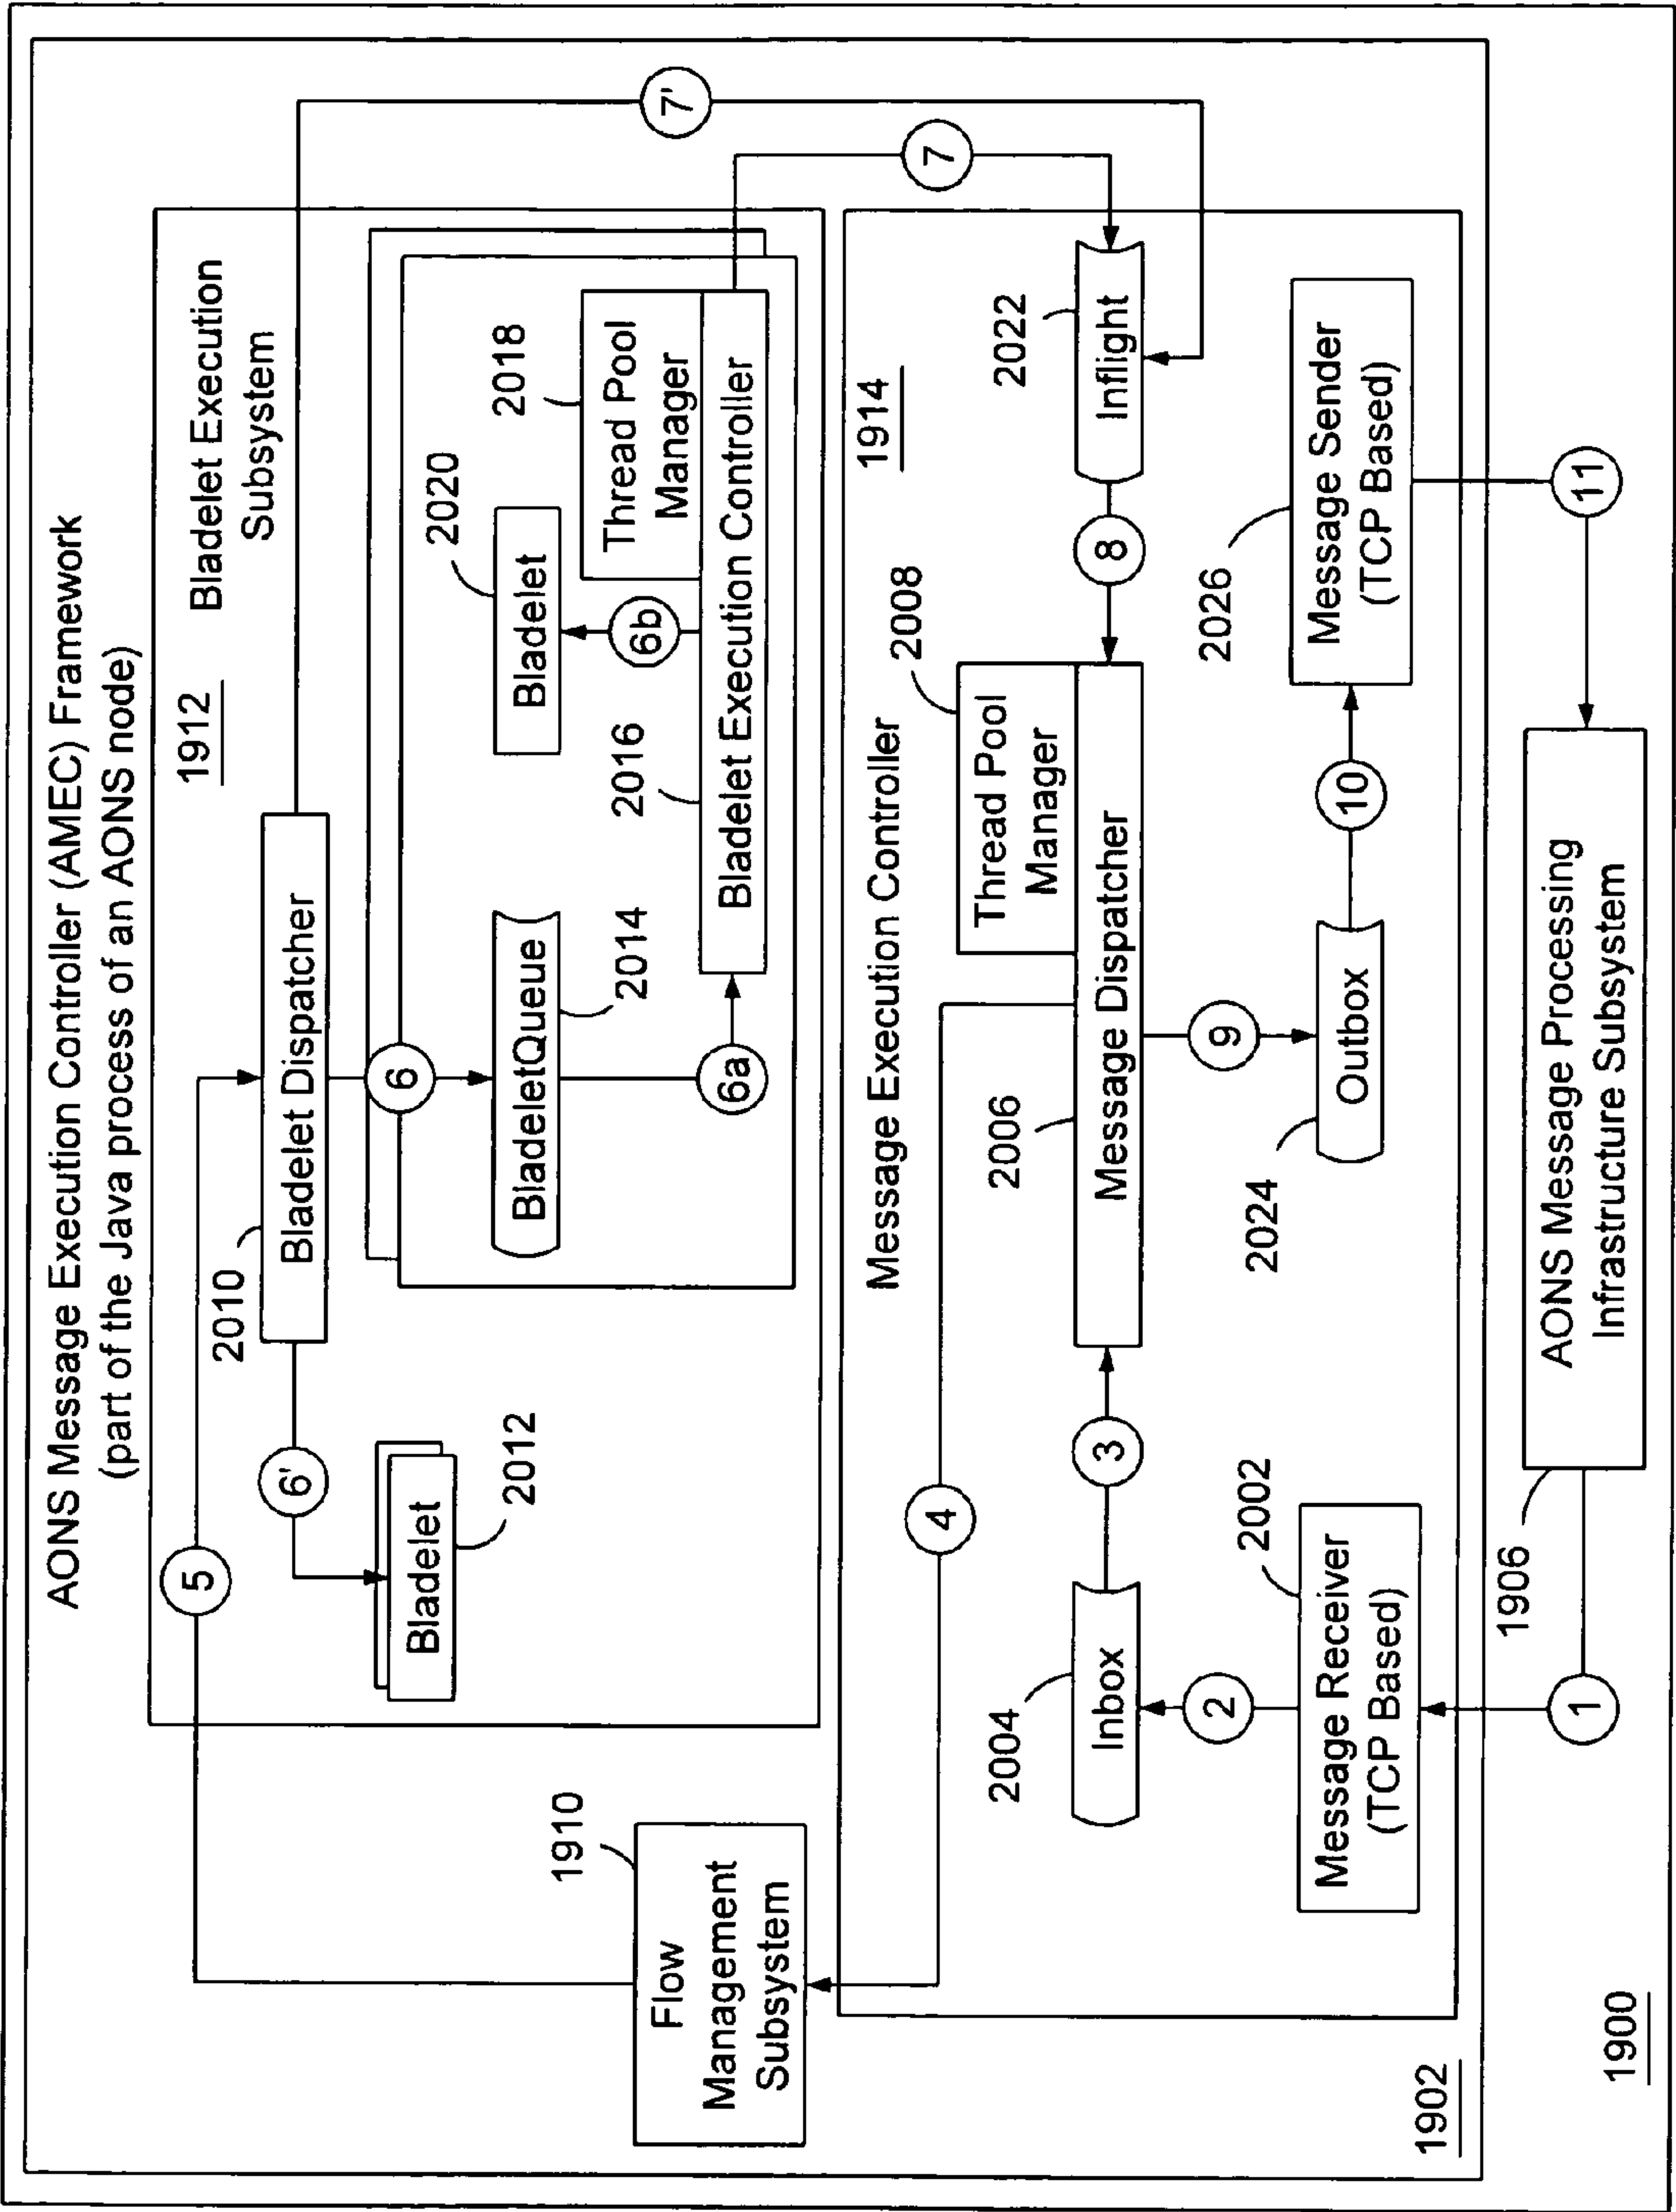 AONS Message Execution Controller (AMEC) Framework
(part of the Java process of an AONS node)
1912
Bladelet Execution
Subsystem
5
2010
Bladelet Dispatcher
6'
Bladelet
2012
6
BladeletQueue
2014
6a
2020
Bladelet
6b
2016
2018
Thread Pool
Manager
Bladelet Execution Controller
7'
7
1910
Flow
Management
Subsystem
Message Execution Controller
1914
4
2004
Inbox
3
2006
2008
Thread Pool
Manager
Message Dispatcher
8
2022
Inflight
2
2002
Message Receiver
(TCP Based)
9
2024
Outbox
10
2026
Message Sender
(TCP Based)
1902
1
1906
AONS Message Processing
Infrastructure Subsystem
11
1900